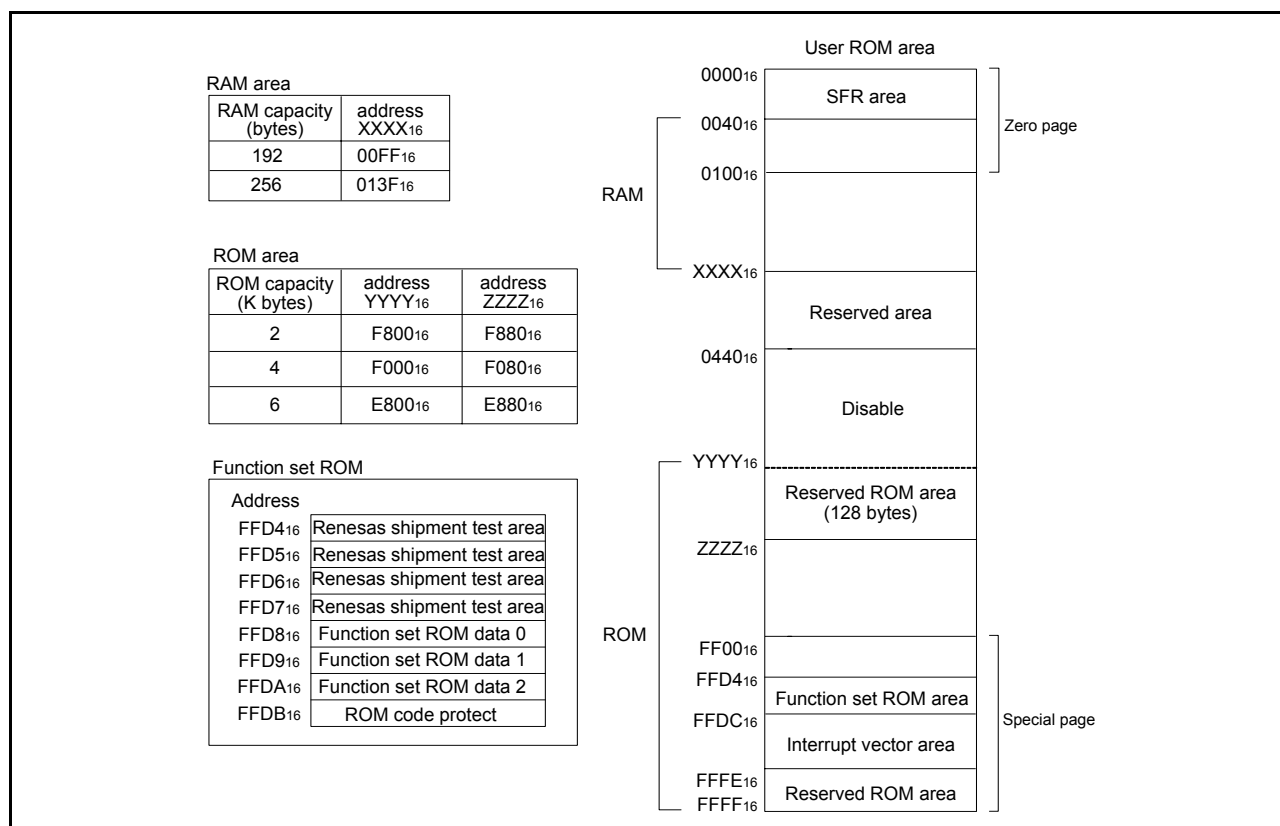 RAM area
RAM capacity (bytes) address XXXX16
192 00FF16
256 013F16
ROM area
ROM capacity (K bytes) address YYYY16 address ZZZZ16
2 F80016 F88016
4 F00016 F08016
6 E80016 E88016
Function set ROM
Address
FFD416 Renesas shipment test area
FFD516 Renesas shipment test area
FFD616 Renesas shipment test area
FFD716 Renesas shipment test area
FFD816 Function set ROM data 0
FFD916 Function set ROM data 1
FFDA16 Function set ROM data 2
FFDB16 ROM code protect
User ROM area
000016
SFR area
004016
Zero page
010016
RAM
XXXX16
Reserved area
044016
Disable
YYYY16
Reserved ROM area
(128 bytes)
ZZZZ16
ROM
FF0016
FFD416
Function set ROM area
FFDC16
Special page
Interrupt vector area
FFFE16
Reserved ROM area
FFFF16